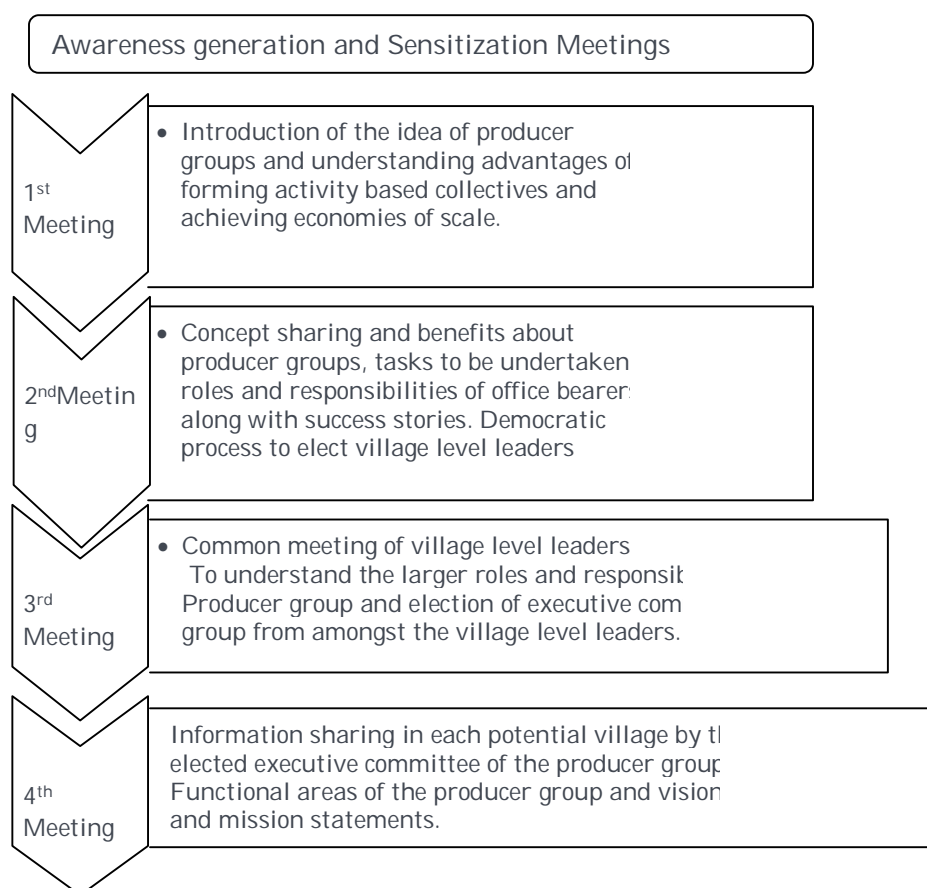 Awareness generation and Sensitization Meetings
1st
Meeting
• Introduction of the idea of producer
groups and understanding advantages of
forming activity based collectives and
achieving economies of scale.
2ndMeetin
g
• Concept sharing and benefits about
producer groups, tasks to be undertaken
roles and responsibilities of office
along with success stories. Democratic
process to elect village level leaders
3rd
Meeting
• Common meeting of village level leaders
To understand the larger roles and
Producer group and election of executive
group from amongst the village level leaders.
4th
Meeting
Information sharing in each potential village by
elected executive committee of the producer group
Functional areas of the producer group and vision
and mission statements.